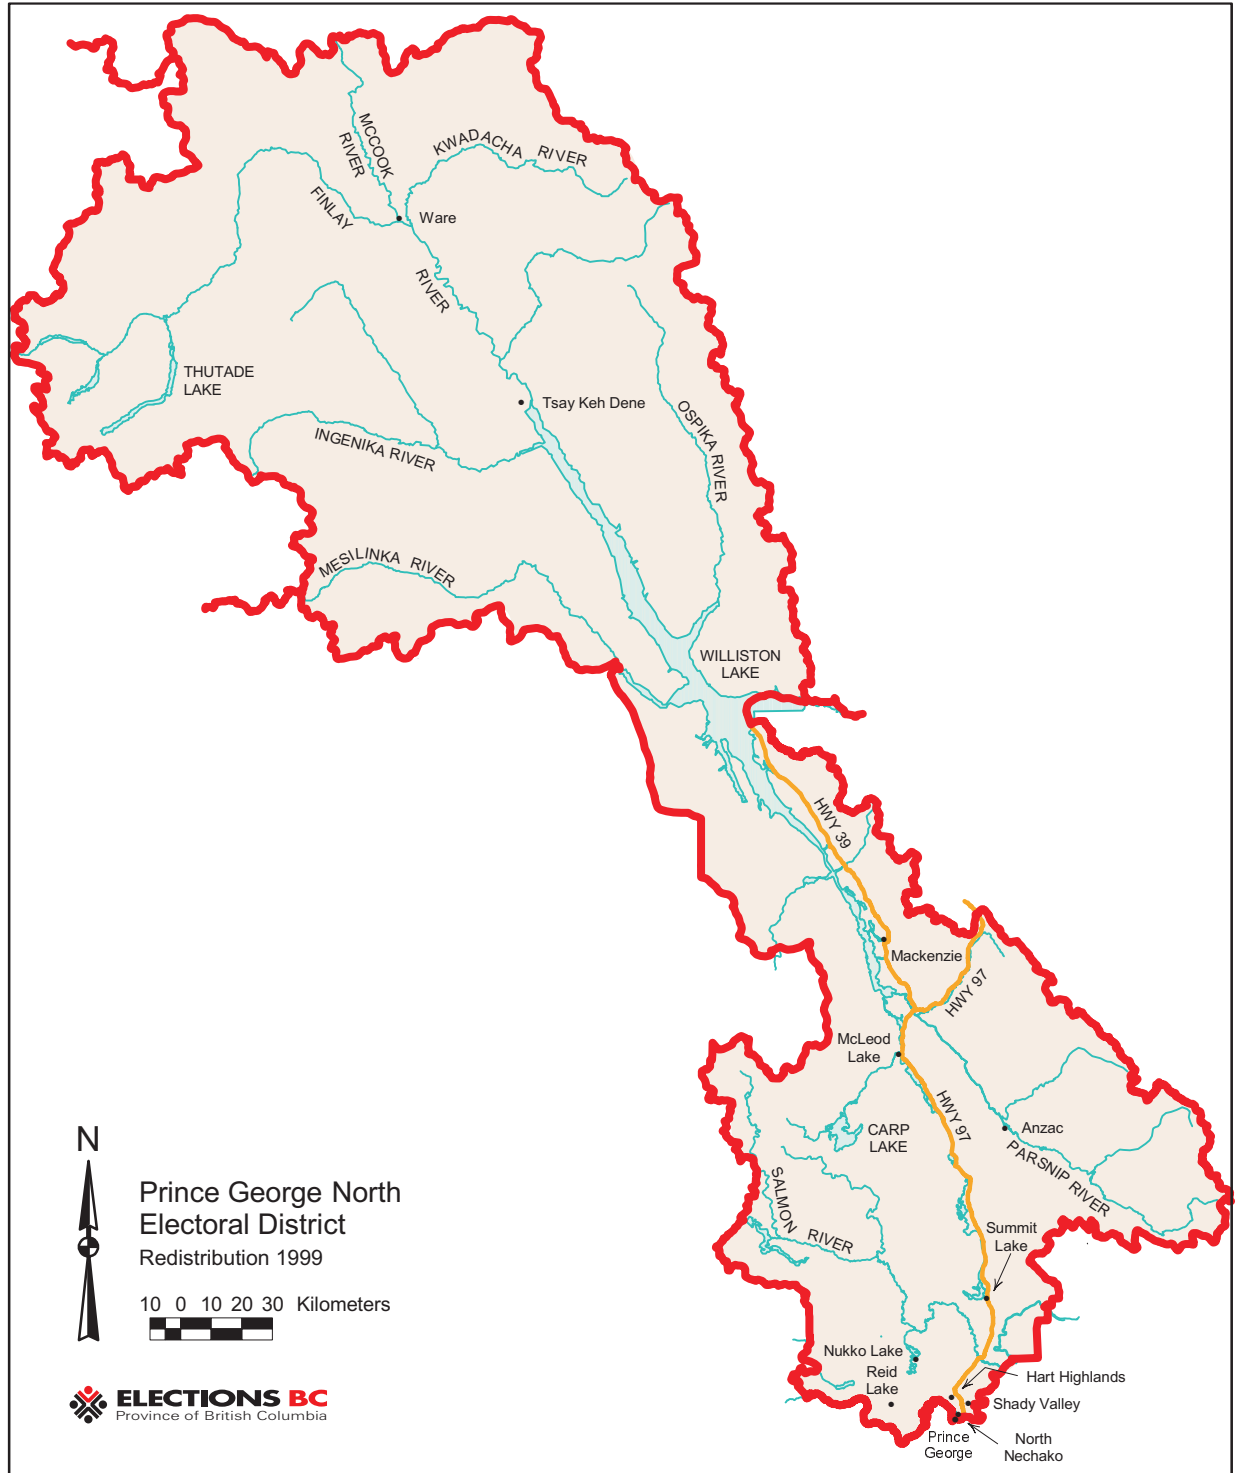 MCCOOK
RIVER
KWADACHA RIVER
FINLAY
RIVER
Ware
THUTADE
LAKE
Tsay Keh Dene
OSPIKA RIVER
INGENIKA RIVER
MESILINKA RIVER
WILLISTON
LAKE
HWY 39
Mackenzie
HWY 97
McLeod
Lake
HWY 97
CARP
LAKE
Anzac
PARSNIP RIVER
SALMON
RIVER
Summit
Lake
N
Prince George North
Electoral District
Redistribution 1999
10 0 10 20 30 Kilometers
Nukko Lake
Reid
Lake
Hart Highlands
Shady Valley
Prince
George
North
Nechako
ELECTIONS BC
Province of British Columbia